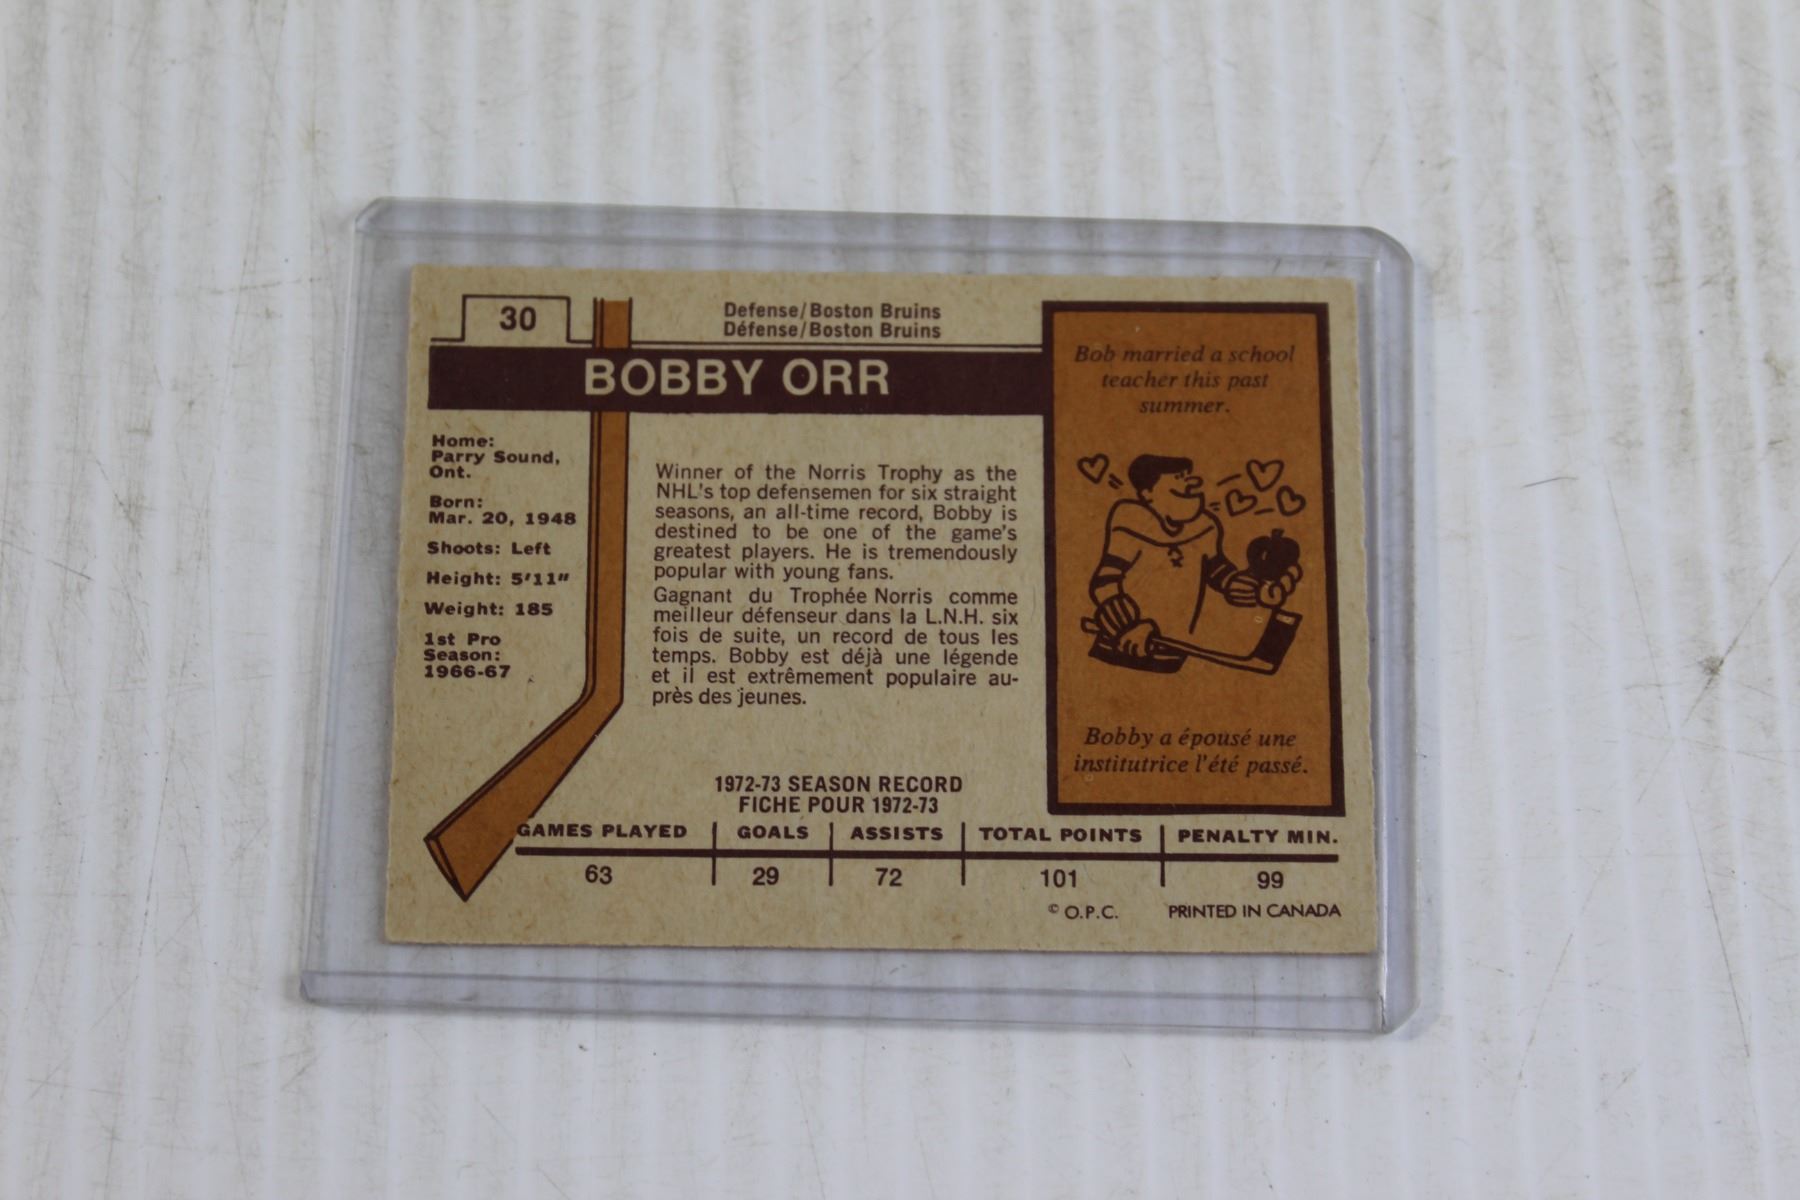 30
Defense/Boston Bruins
Défense/Boston Bruins
BOBBY ORR
Home:
Parry Sound,
Ont.
Born:
Mar. 20, 1948
Shoots: Left
Height: 5'11"
Weight: 185
1st Pro
Season:
1966-67
Winner of the Norris Trophy as the
NHL's top defensemen for six straight
seasons, an all-time record, Bobby is
destined to be one of the game's
greatest players. He is tremendously
popular with young fans.
Gagnant du Trophée Norris comme
meilleur défenseur dans la L.N.H. six
fois de suite, un record de tous les
temps. Bobby est déjà une légende
et il est extrêmement populaire au-
près des jeunes.
Bob married a school
teacher this past
summer.
Bobby a épousé une
institutrice l'été passé.
1972-73 SEASON RECORD
FICHE POUR 1972-73
GAMES PLAYED GOALS ASSISTS TOTAL POINTS PENALTY MIN.
63 29 72 101 99
© O.P.C. PRINTED IN CANADA